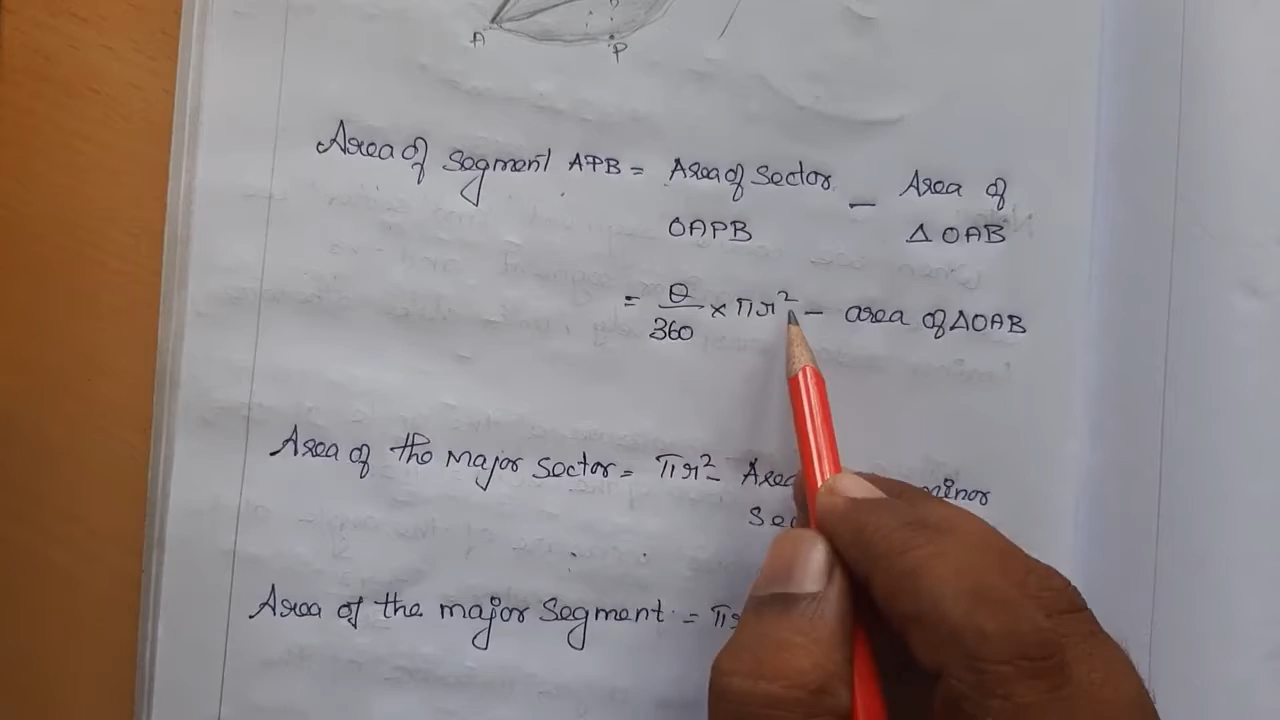 A
P
Area of segment APB = Area of sector - Area of
OAPB ΔOAB
= θ/360 × πr² - area of ΔOAB
Area of the major sector = πr² - Area minor
Area of the major segment = π